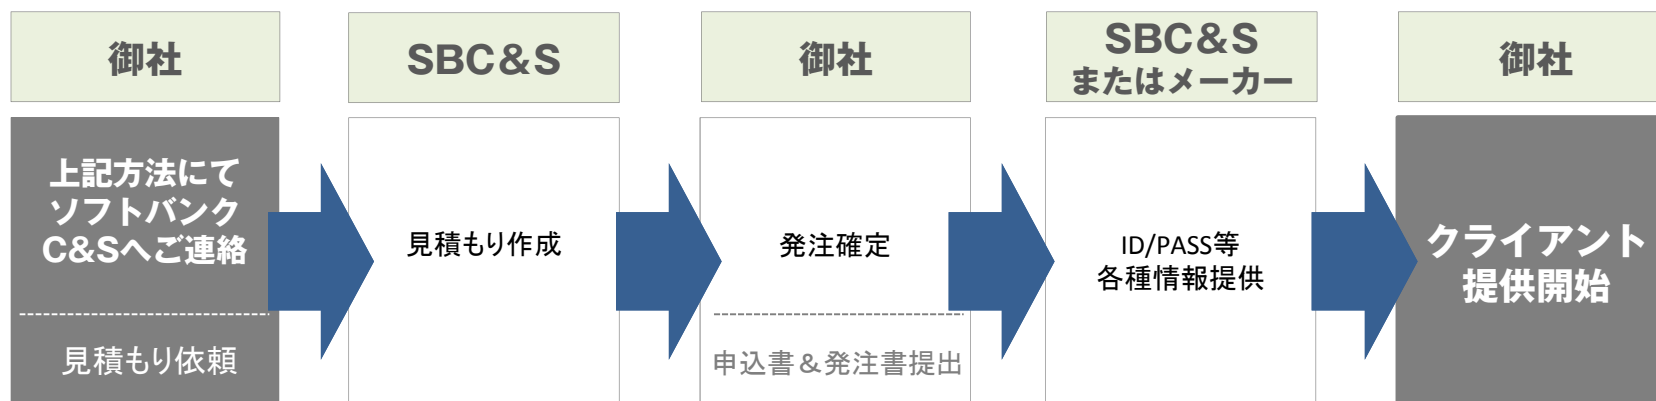 御社
上記方法にて
ソフトバンク
C&Sへご連絡
見積もり依頼
SBC&S
見積もり作成
御社
発注確定
申込書＆発注書提出
SBC&S
またはメーカー
ID/PASS等
各種情報提供
御社
クライアント
提供開始